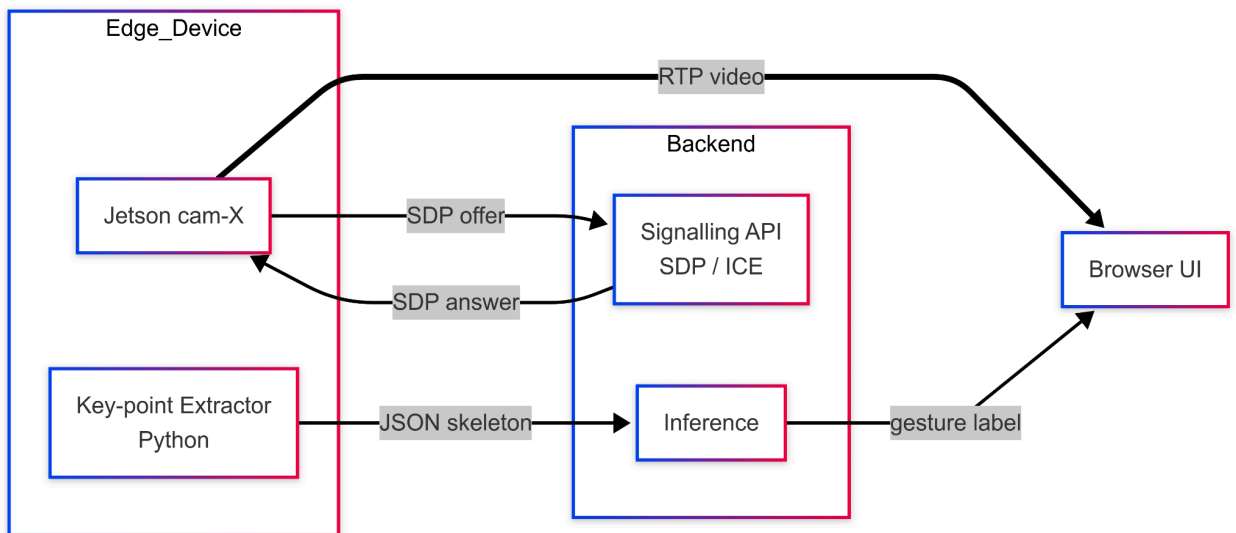 Edge_Device
RTP video
Backend
Jetson cam-X
SDP offer
Signalling API
SDP / ICE
Browser UI
SDP answer
Key-point Extractor
Python
JSON skeleton
Inference
gesture label